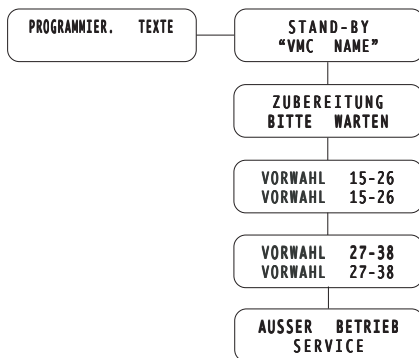 PROGRAMMIER. TEXTE
STAND-BY
“VMC NAME”
ZUBEREITUNG
BITTE WARTEN
VORWAHL 15-26
VORWAHL 15-26
VORWAHL 27-38
VORWAHL 27-38
AUSSER BETRIEB
SERVICE